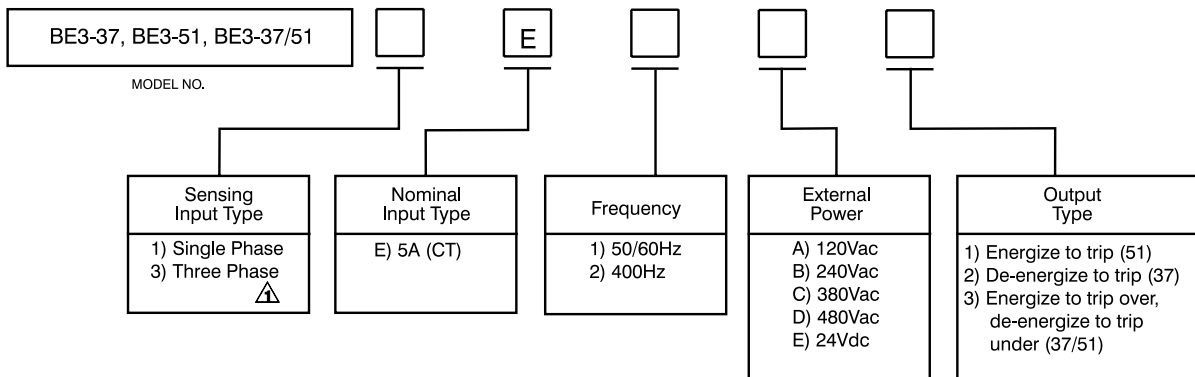 BE3-37, BE3-51, BE3-37/51
E
MODEL NO.
Sensing
Input Type
1) Single Phase
3) Three Phase
1
Nominal
Input Type
E) 5A (CT)
Frequency
1) 50/60Hz
2) 400Hz
External
Power
A) 120Vac
B) 240Vac
C) 380Vac
D) 480Vac
E) 24Vdc
Output
Type
1) Energize to trip (51)
2) De-energize to trip (37)
3) Energize to trip over,
de-energize to trip
under (37/51)